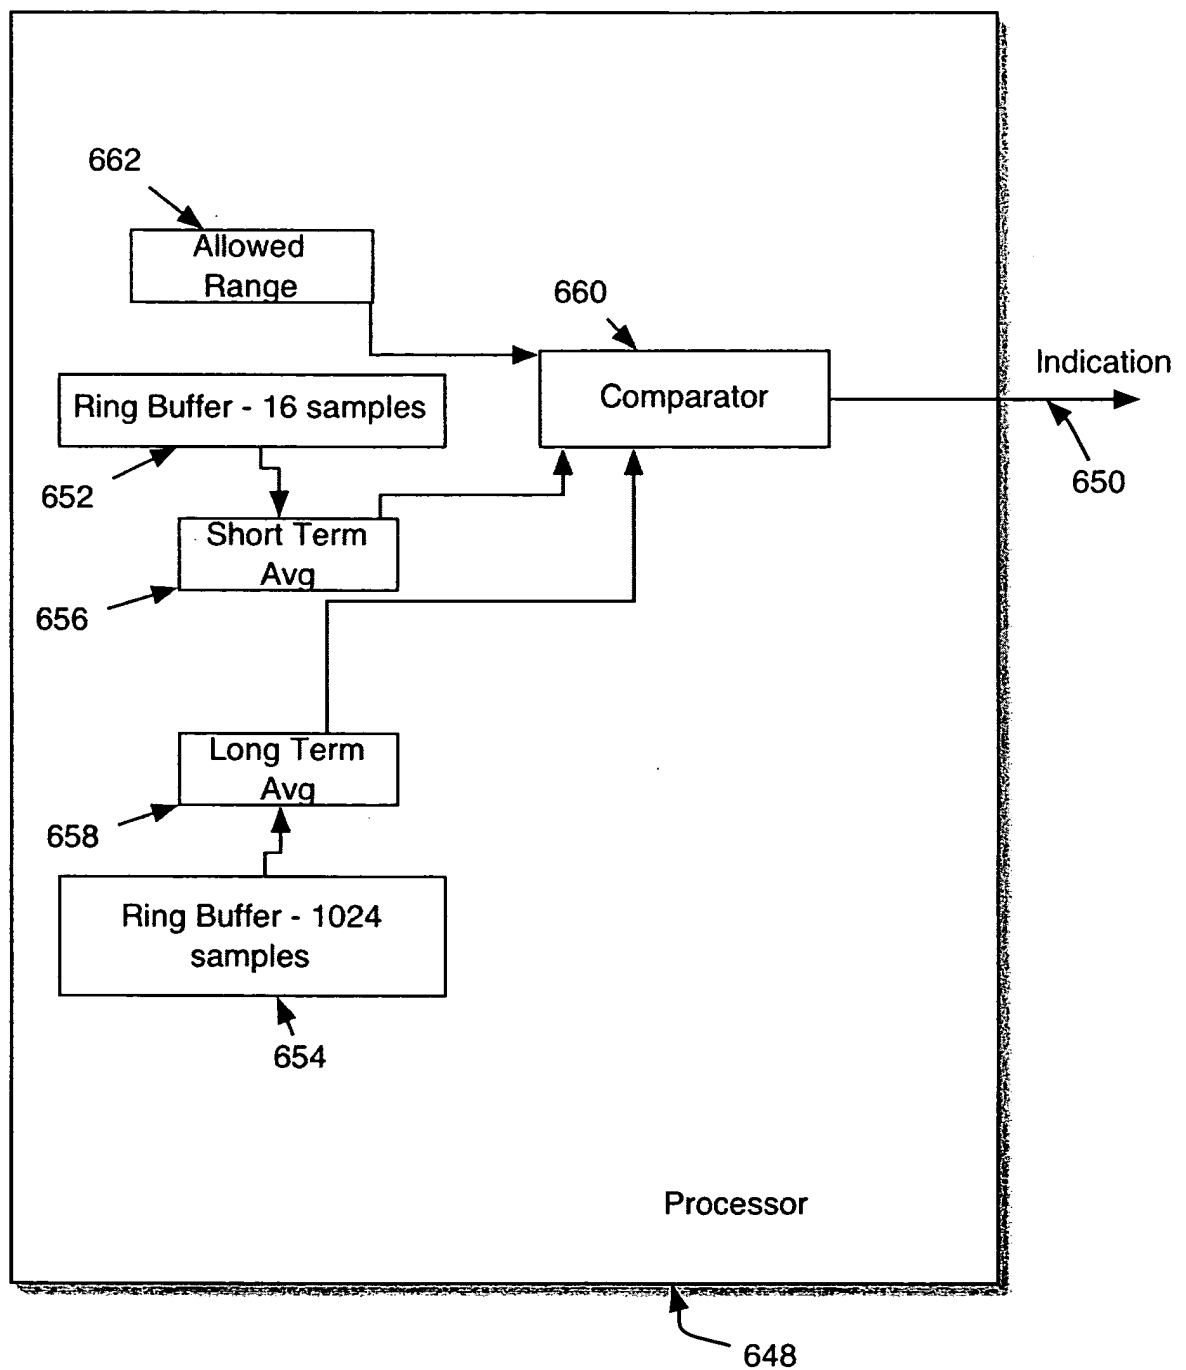 662
Allowed
Range
660
Indication
Comparator
Ring Buffer - 16 samples
650
652
Short Term
Avg
656
Long Term
Avg
658
Ring Buffer - 1024
samples
654
Processor
648